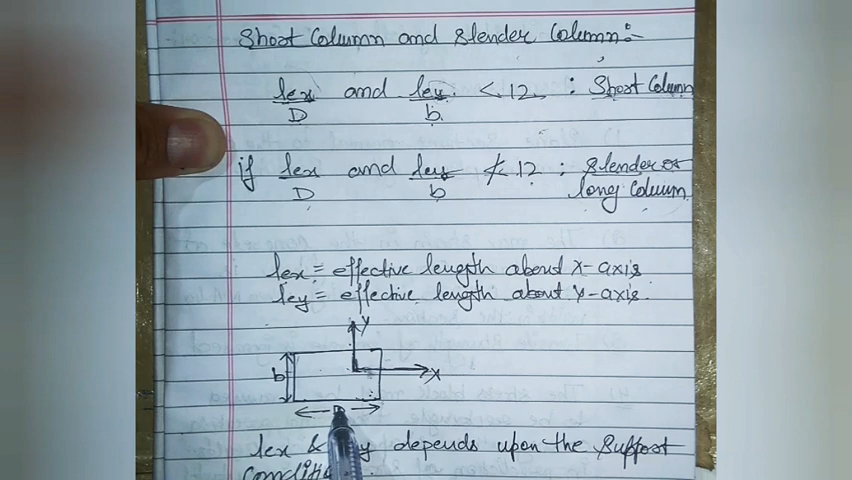 Short Column and Slender Column:-
lex and ley < 12 : Short Column
D b
if lex and ley ≮ 12 : Slender or
D b long Column
lex = effective length about x-axis
ley = effective length about y-axis.
y
b x
D
lex & depends upon the Support